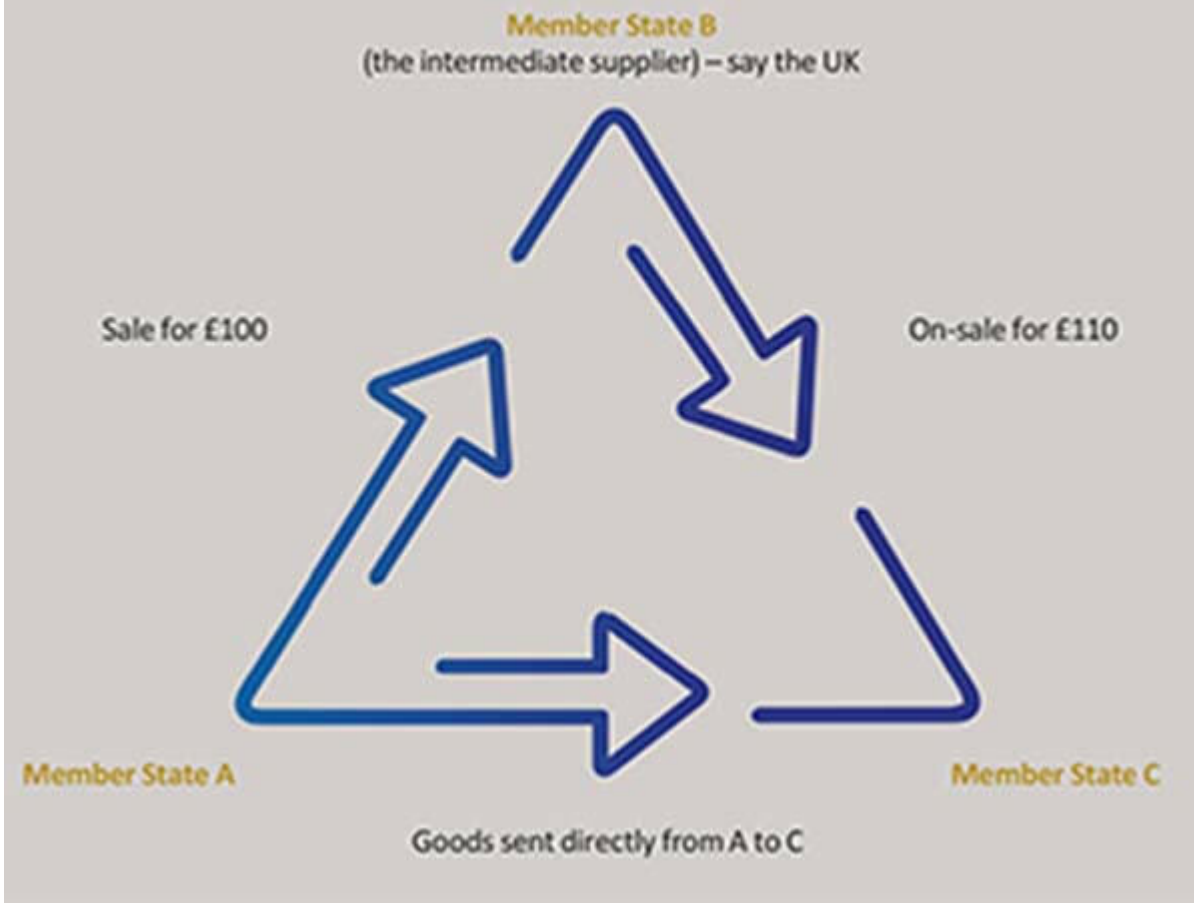 Member State B
(the intermediate supplier) – say the UK
Sale for £100
On-sale for £110
Member State A
Member State C
Goods sent directly from A to C